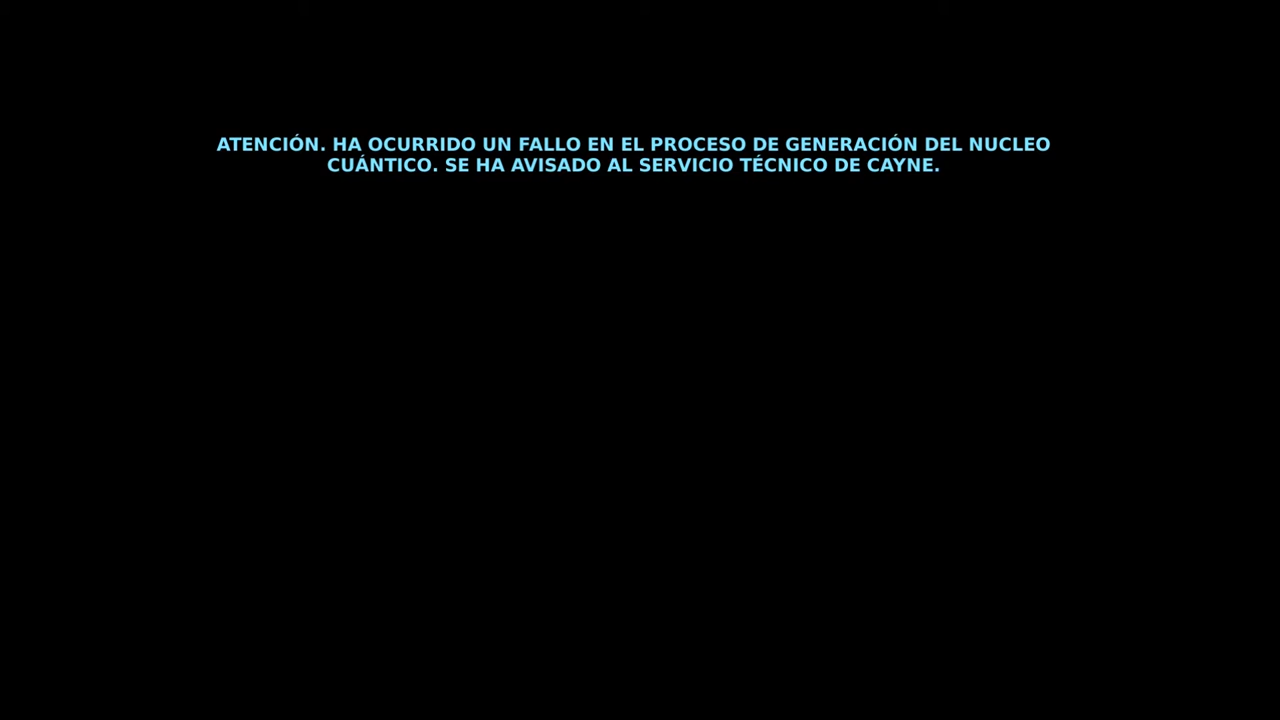 ATENCIÓN. HA OCURRIDO UN FALLO EN EL PROCESO DE GENERACIÓN DEL NUCLEO
CUÁNTICO. SE HA AVISADO AL SERVICIO TÉCNICO DE CAYNE.